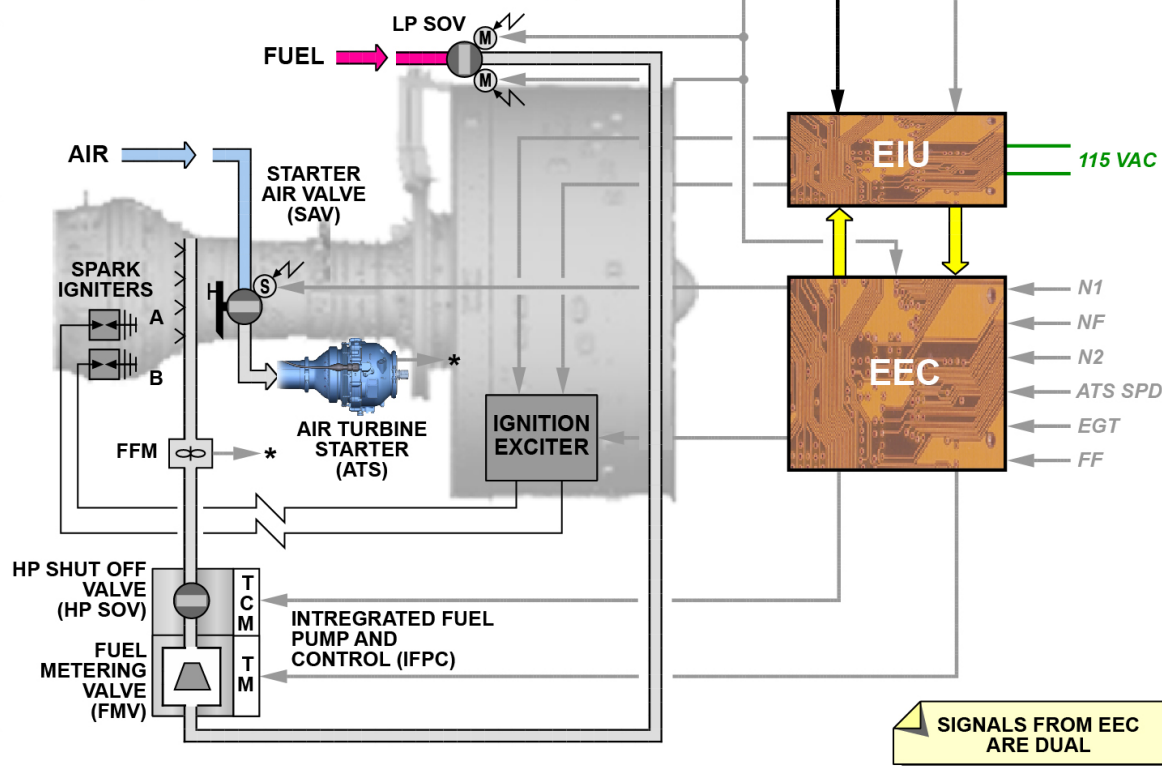 LP SOV
M
FUEL
M
EIU
115 VAC
AIR
STARTER
AIR VALVE
(SAV)
SPARK
IGNITERS
S
A
B
N1
NF
N2
ATS SPD
EGT
FF
EEC
*
AIR TURBINE
STARTER
(ATS)
IGNITION
EXCITER
FFM
*
HP SHUT OFF
VALVE
(HP SOV)
T
C
M
INTREGRATED FUEL
PUMP AND
CONTROL (IFPC)
FUEL
METERING
VALVE
(FMV)
T
M
SIGNALS FROM EEC
ARE DUAL